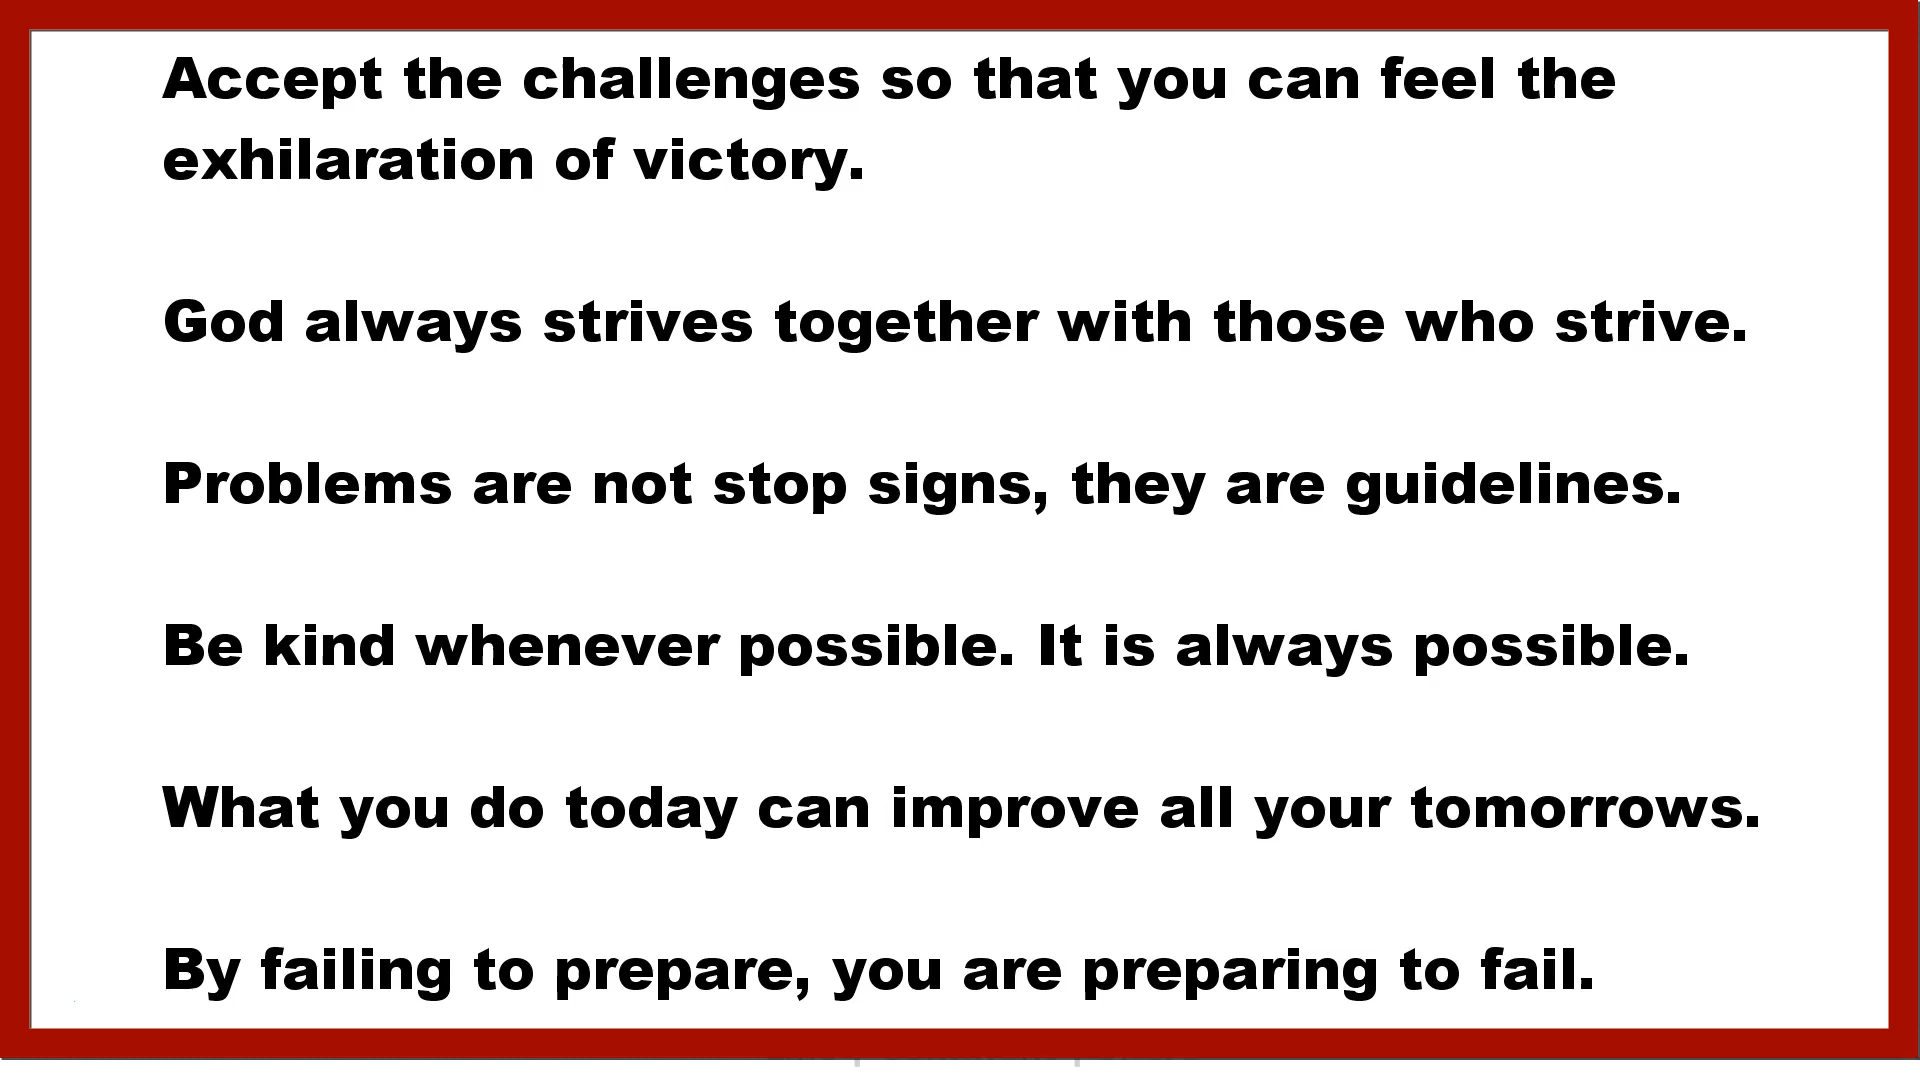 Accept the challenges so that you can feel the
exhilaration of victory.
God always strives together with those who strive.
Problems are not stop signs, they are guidelines.
Be kind whenever possible. It is always possible.
What you do today can improve all your tomorrows.
By failing to prepare, you are preparing to fail.